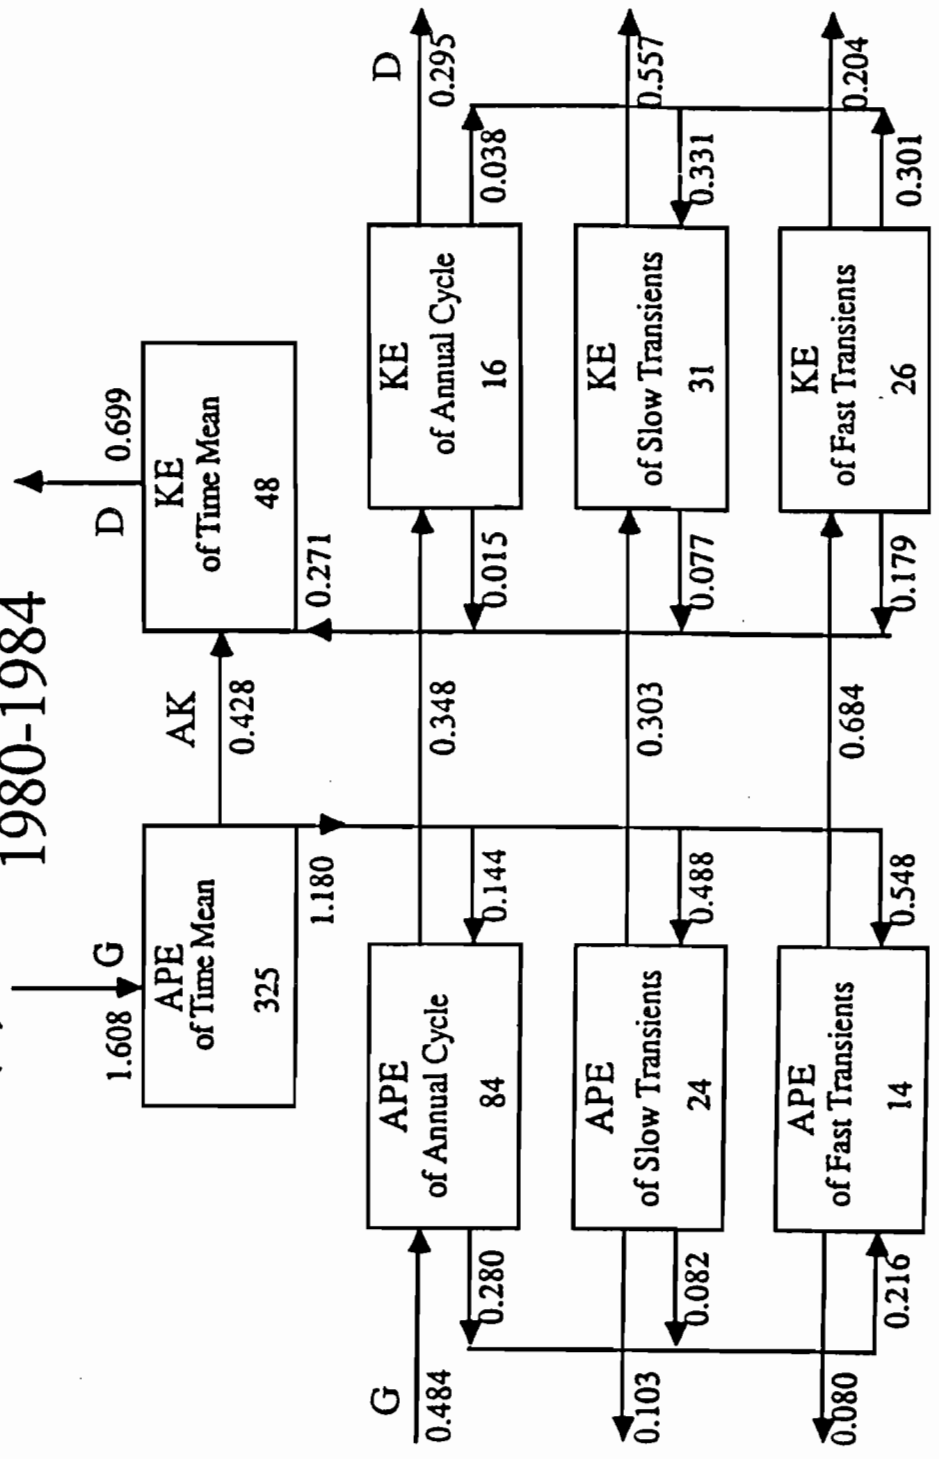 1980-1984
G
1.608
APE
of Time Mean
325
AK
0.428
KE
of Time Mean
48
D
0.699
1.180
0.271
G
0.484
APE
of Annual Cycle
84
0.280
0.144
0.348
KE
of Annual Cycle
16
0.015
0.038
D
0.295
0.103
APE
of Slow Transients
24
0.082
0.488
0.303
KE
of Slow Transients
31
0.077
0.331
0.557
0.080
APE
of Fast Transients
14
0.216
0.548
0.684
KE
of Fast Transients
26
0.179
0.301
0.204